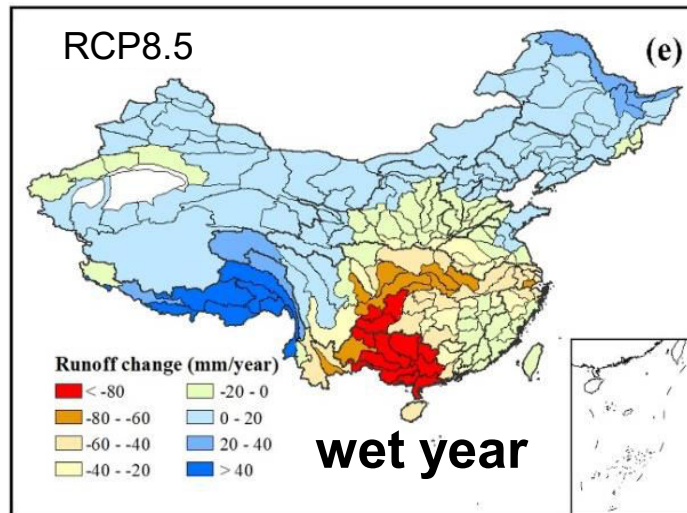 RCP8.5
(e)
Runoff change (mm/year)
< -80
-80 - -60
-60 - -40
-40 - -20
-20 - 0
0 - 20
20 - 40
> 40
wet year